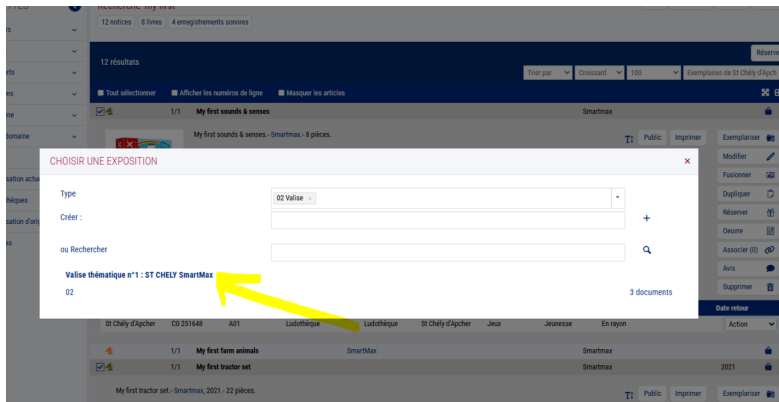 Recherche my first
12 notices 8 livres 4 enregistrements sonores
Réserve
12 résultats
Trier par Croissant 100 Exemplaires de St Chély d'Apch
Tout sélectionner Afficher les numéros de ligne Masquer les articles
1/1 My first sounds & senses Smartmax
My first sounds & senses.- Smartmax.- 8 pièces.
Public Imprimer Exemplariser
Modifier
Fusionner
Dupliquer
Réserver
Oeuvre
Associer (0)
Avis
Supprimer
domaine
CHOISIR UNE EXPOSITION
Type 02 Valise
Créer :
ou Rechercher
Valise thématique n°1 : ST CHELY SmartMax
02 3 documents
Date retour
St Chély d'Apcher C0 251648 A01 Ludothèque Ludothèque St Chély d'Apcher Jeux Jeunesse En rayon Action
1/1 My first farm animals SmartMax Smartmax
1/1 My first tractor set Smartmax 2021
My first tractor set.- Smartmax, 2021.- 22 pièces.
Public Imprimer Exemplariser